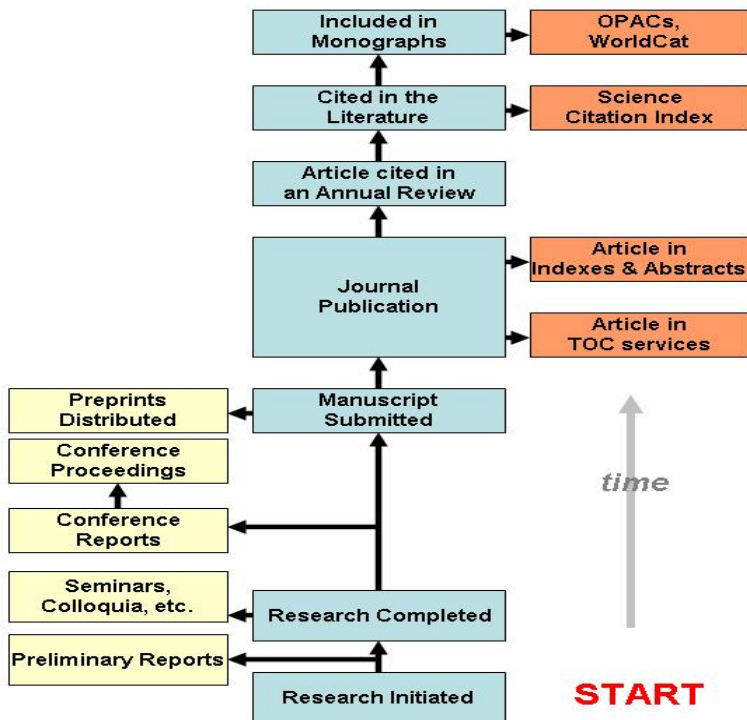 Included in
Monographs
OPACs,
WorldCat
Cited in the
Literature
Science
Citation Index
Article cited in
an Annual Review
Journal
Publication
Article in
Indexes & Abstracts
Article in
TOC services
Preprints
Distributed
Manuscript
Submitted
Conference
Proceedings
time
Conference
Reports
Seminars,
Colloquia, etc.
Research Completed
Preliminary Reports
Research Initiated
START